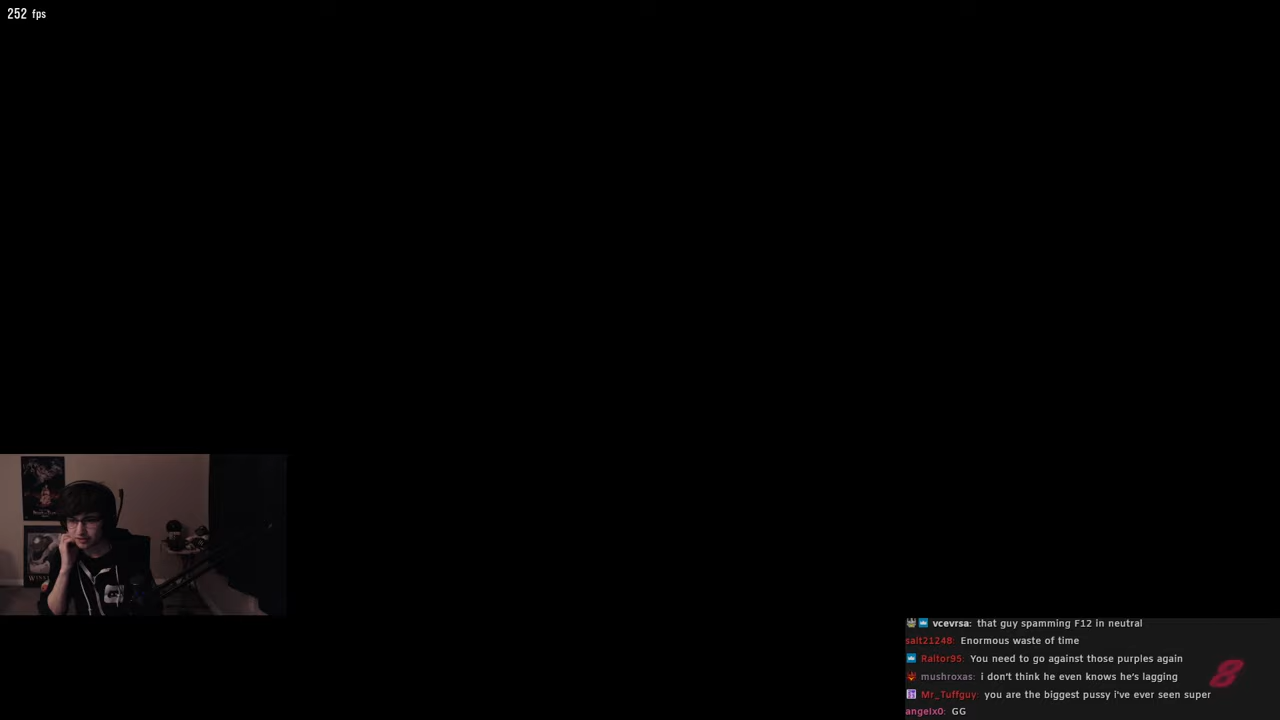 252 fps
vcevrsa: that guy spamming F12 in neutral
salt21248: Enormous waste of time
Raltor95: You need to go against those purples again
mushroxas: i don't think he even knows he's lagging
Mr_Tuffguy: you are the biggest pussy i've ever seen super
angelx0: GG
8